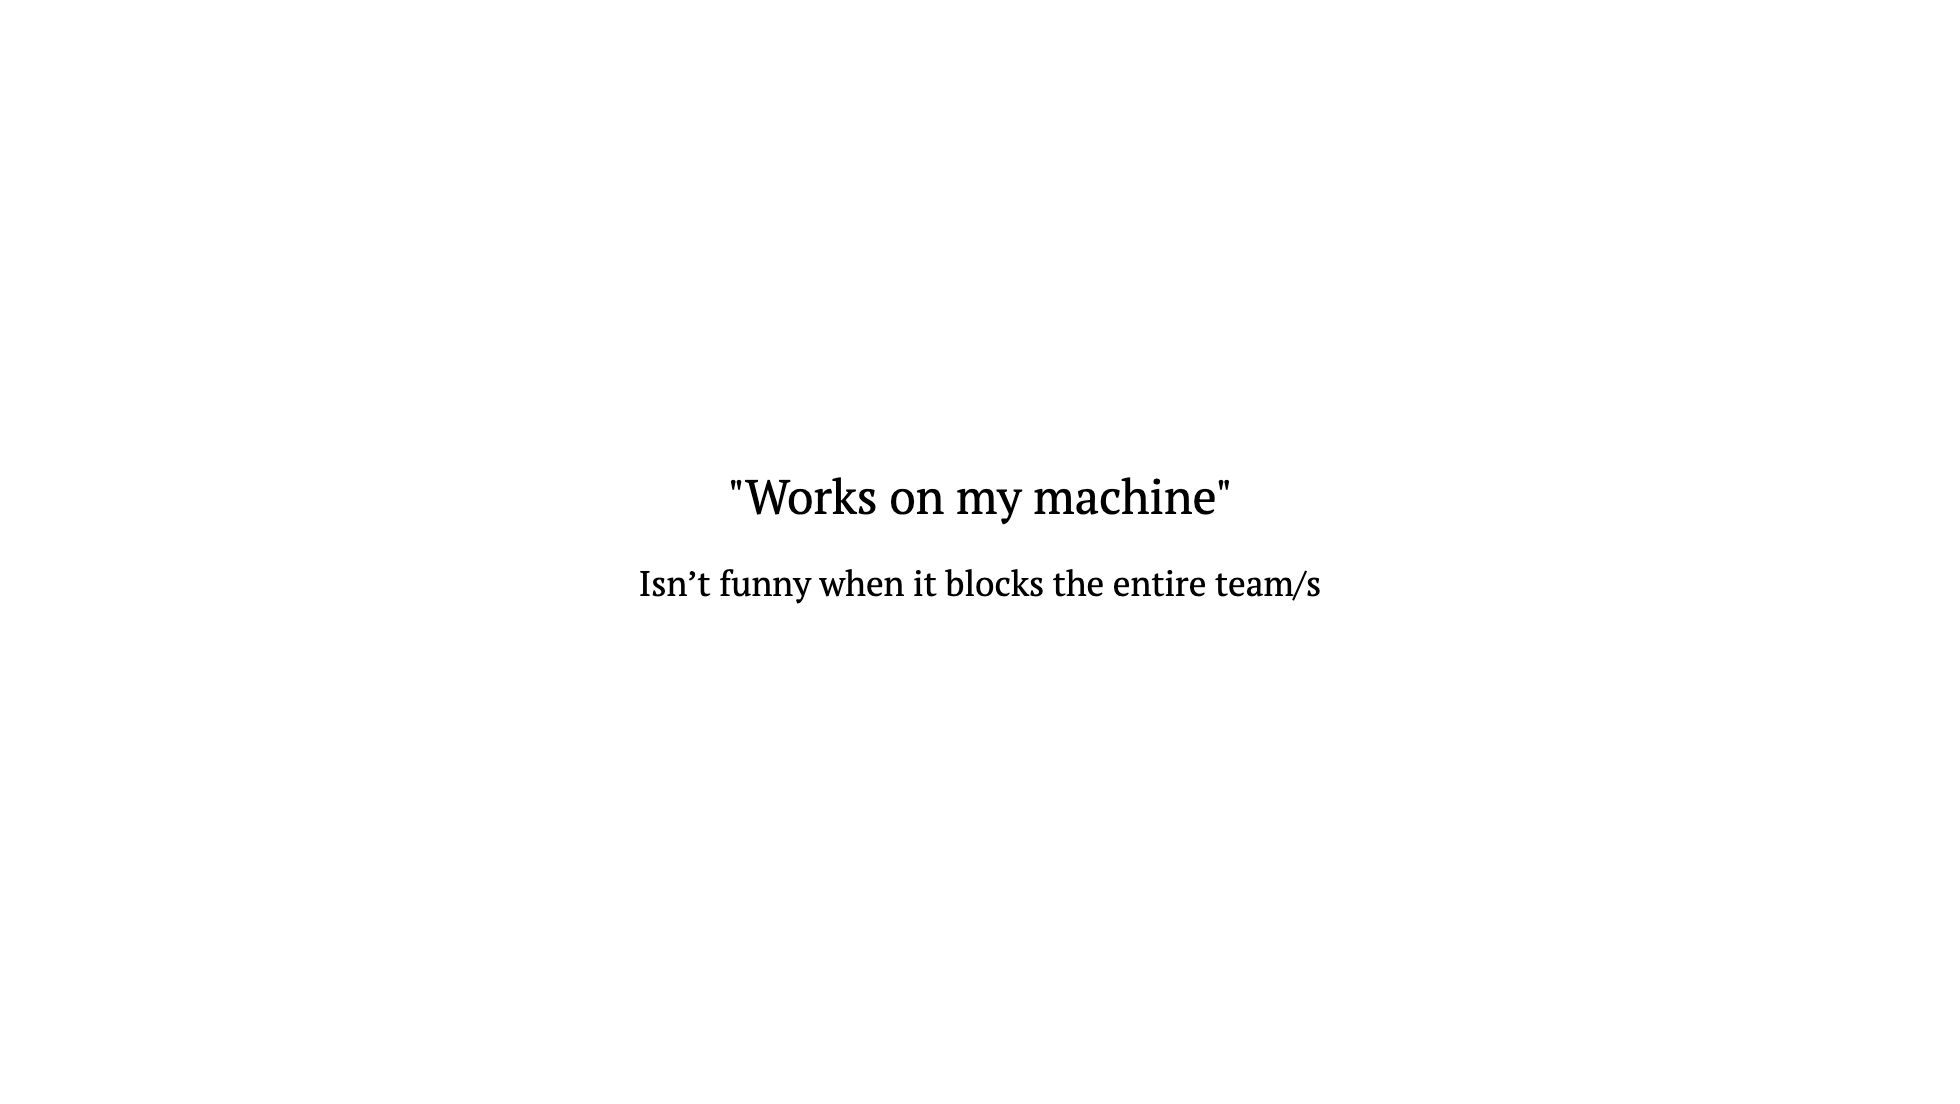 "Works on my machine"
Isn’t funny when it blocks the entire team/s